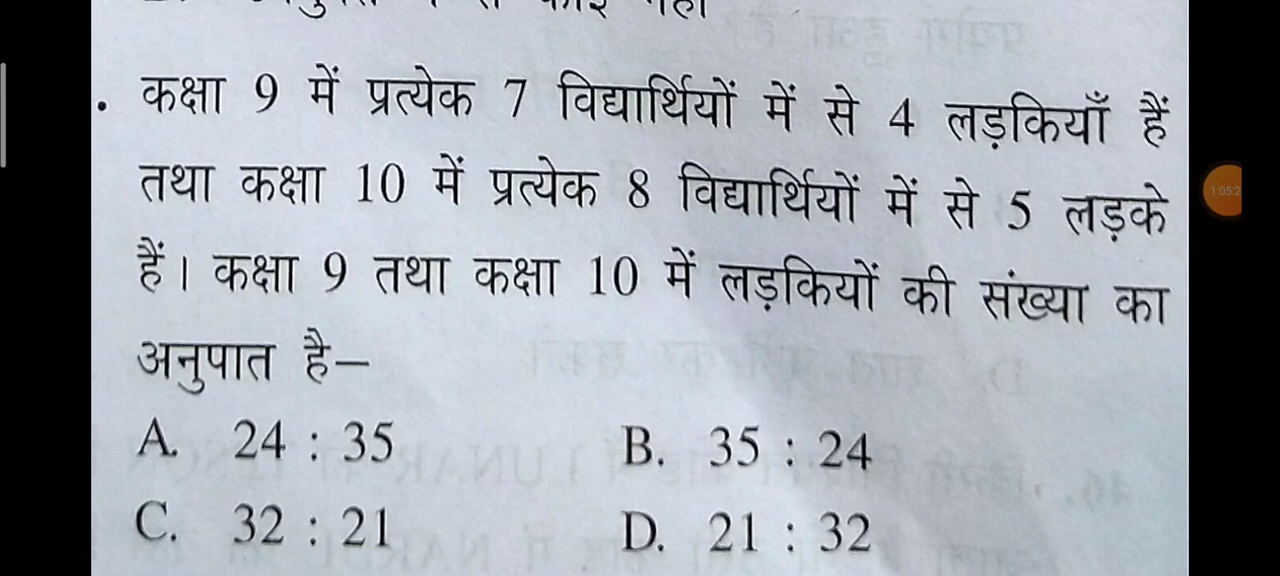 . कक्षा 9 में प्रत्येक 7 विद्यार्थियों में से 4 लड़कियाँ हैं
तथा कक्षा 10 में प्रत्येक 8 विद्यार्थियों में से 5 लड़के
हैं। कक्षा 9 तथा कक्षा 10 में लड़कियों की संख्या का
अनुपात है–
A. 24 : 35 B. 35 : 24
C. 32 : 21 D. 21 : 32